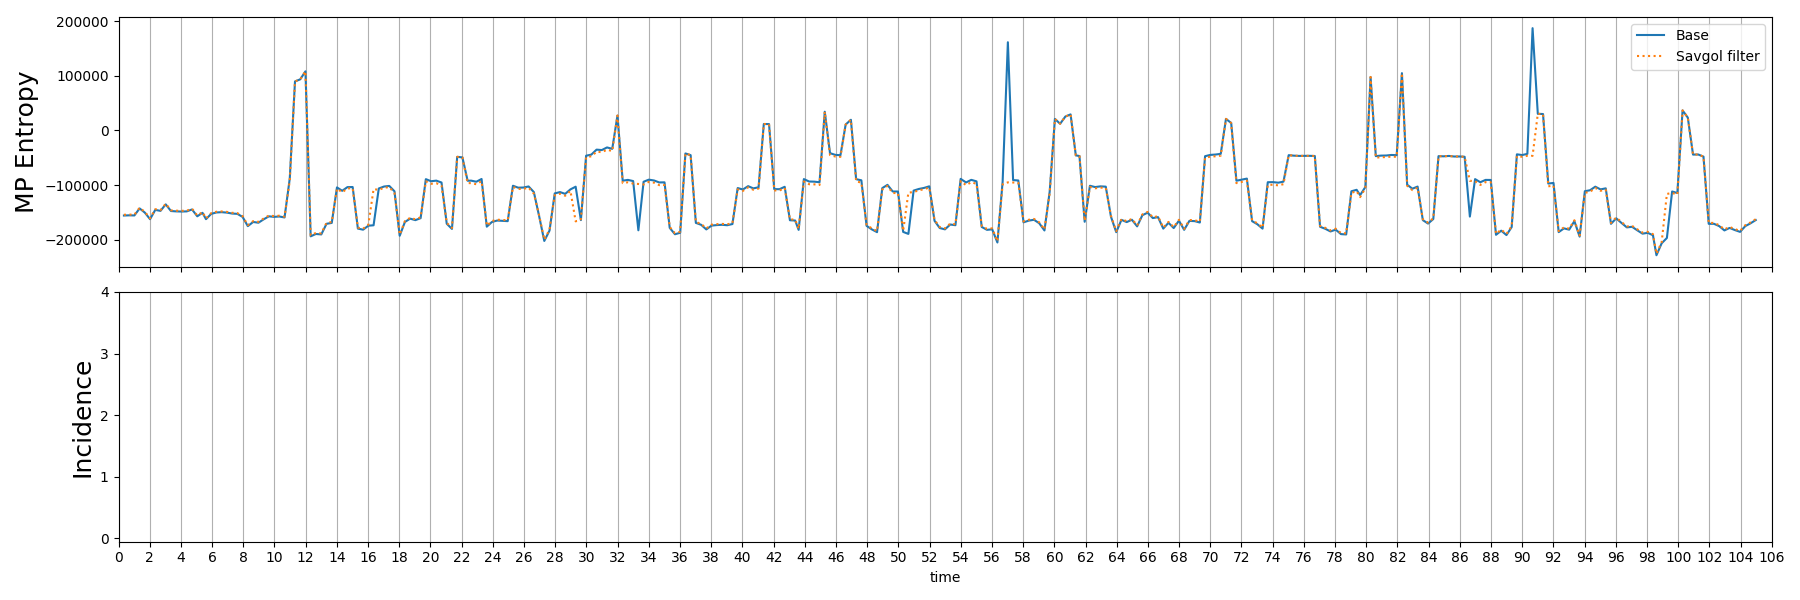 MP Entropy
200000
100000
0
−100000
−200000
Base
Savgol filter
Incidence
4
3
2
1
0
0 2 4 6 8 10 12 14 16 18 20 22 24 26 28 30 32 34 36 38 40 42 44 46 48 50 52 54 56 58 60 62 64 66 68 70 72 74 76 78 80 82 84 86 88 90 92 94 96 98 100 102 104 106
time